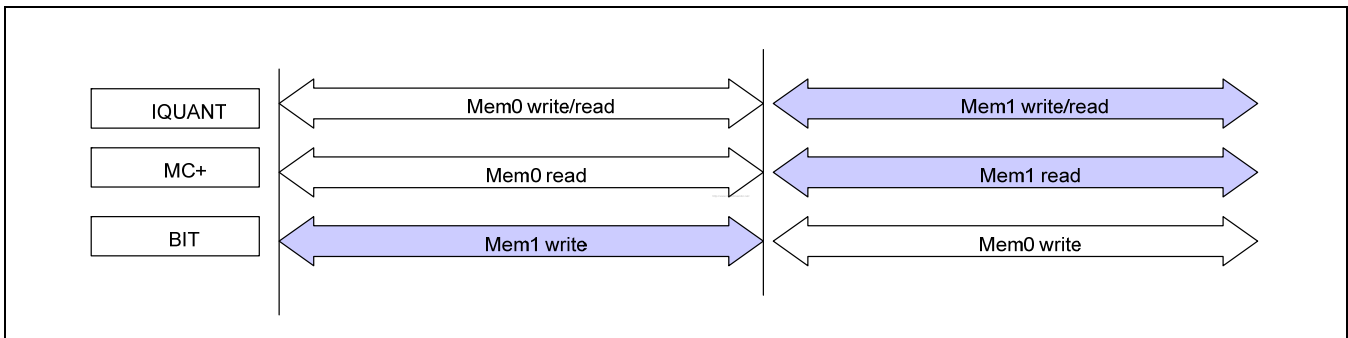 IQUANT Mem0 write/read Mem1 write/read
MC+ Mem0 read Mem1 read
BIT Mem1 write Mem0 write